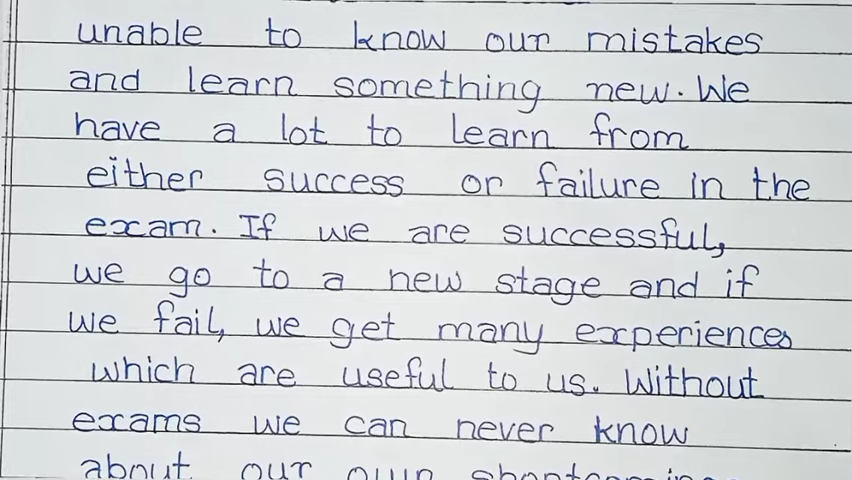 unable to know our mistakes
and learn something new. We
have a lot to learn from
either success or failure in the
exam. If we are successful,
we go to a new stage and if
we fail, we get many experiences
which are useful to us. Without
exams we can never know
about our own